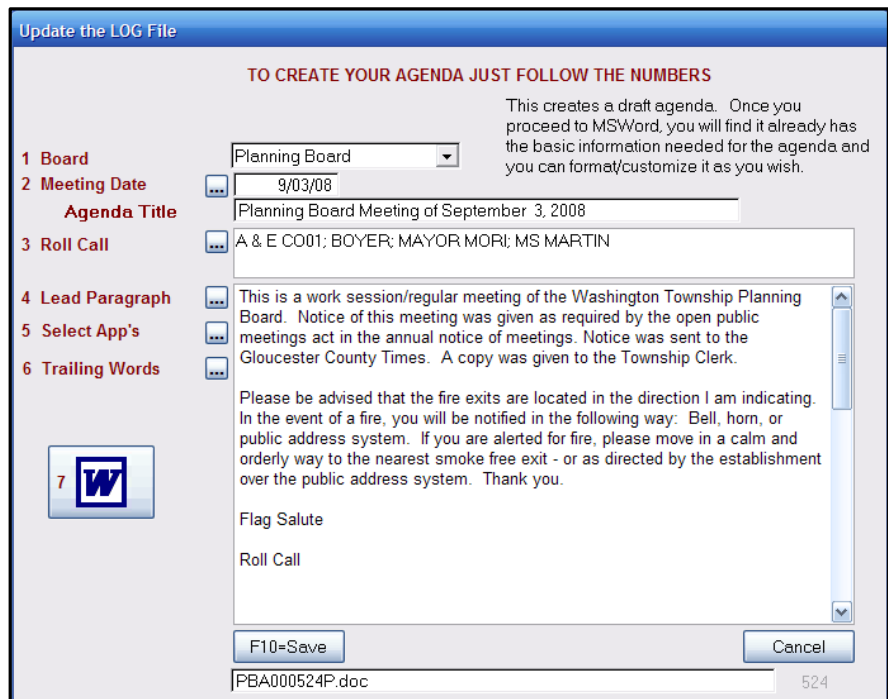 Update the LOG File
TO CREATE YOUR AGENDA JUST FOLLOW THE NUMBERS
This creates a draft agenda. Once you
proceed to MSWord, you will find it already has
the basic information needed for the agenda and
you can format/customize it as you wish.
1 Board
Planning Board
2 Meeting Date
...
9/03/08
Agenda Title
Planning Board Meeting of September 3, 2008
3 Roll Call
...
A & E CO01; BOYER; MAYOR MORI; MS MARTIN
4 Lead Paragraph
...
5 Select App's
...
6 Trailing Words
...
This is a work session/regular meeting of the Washington Township Planning
Board. Notice of this meeting was given as required by the open public
meetings act in the annual notice of meetings. Notice was sent to the
Gloucester County Times. A copy was given to the Township Clerk.
Please be advised that the fire exits are located in the direction I am indicating.
In the event of a fire, you will be notified in the following way: Bell, horn, or
public address system. If you are alerted for fire, please move in a calm and
orderly way to the nearest smoke free exit - or as directed by the establishment
over the public address system. Thank you.
Flag Salute
Roll Call
7 W
F10=Save
Cancel
PBA000524P.doc
524